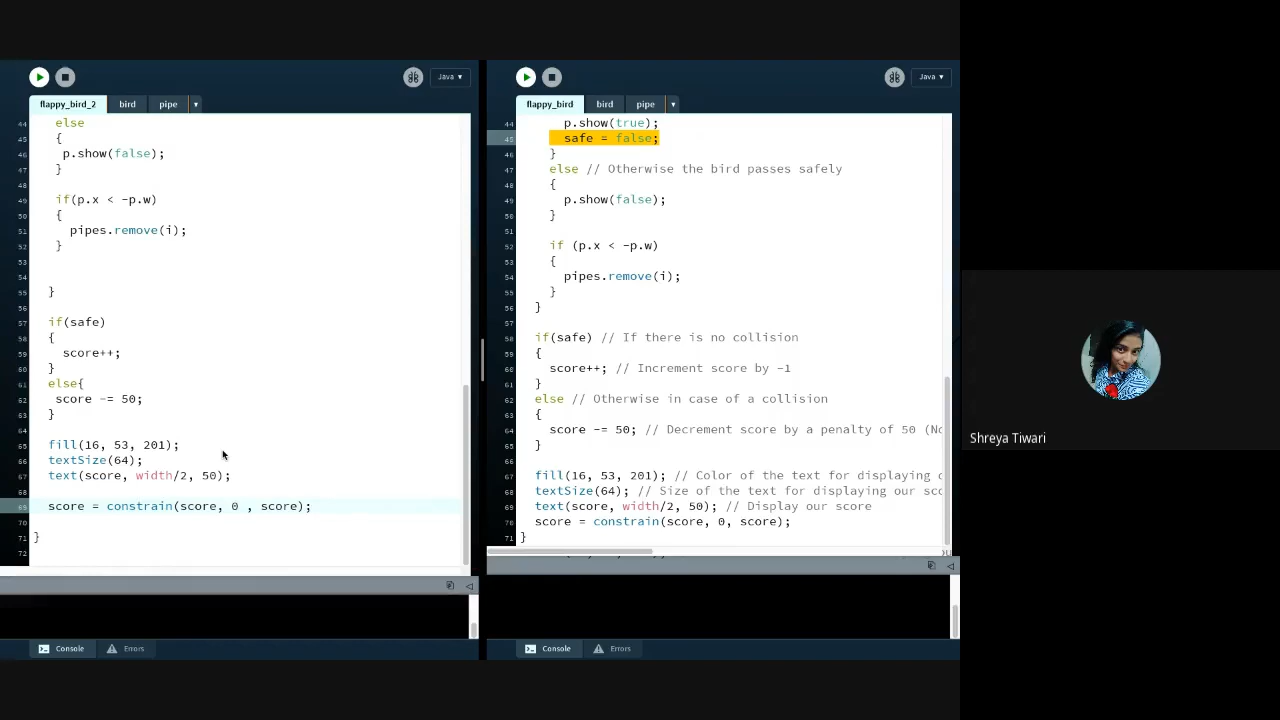 Java ▾
flappy_bird_2 bird pipe ▾
44 else
45 {
46 p.show(false);
47 }
48
49 if(p.x < -p.w)
50 {
51 pipes.remove(i);
52 }
53
54
55 }
56
57 if(safe)
58 {
59 score++;
60 }
61 else{
62 score -= 50;
63 }
64
65 fill(16, 53, 201);
66 textSize(64);
67 text(score, width/2, 50);
68
69 score = constrain(score, 0 , score);
70
71 }
72
Console Errors
Java ▾
flappy_bird bird pipe ▾
44 p.show(true);
45 safe = false;
46 }
47 else // Otherwise the bird passes safely
48 {
49 p.show(false);
50 }
51
52 if (p.x < -p.w)
53 {
54 pipes.remove(i);
55 }
56 }
57
58 if(safe) // If there is no collision
59 {
60 score++; // Increment score by -1
61 }
62 else // Otherwise in case of a collision
63 {
64 score -= 50; // Decrement score by a penalty of 50 (No
65 }
66
67 fill(16, 53, 201); // Color of the text for displaying
68 textSize(64); // Size of the text for displaying our sco
69 text(score, width/2, 50); // Display our score
70 score = constrain(score, 0, score);
71 }
Console Errors
Shreya Tiwari